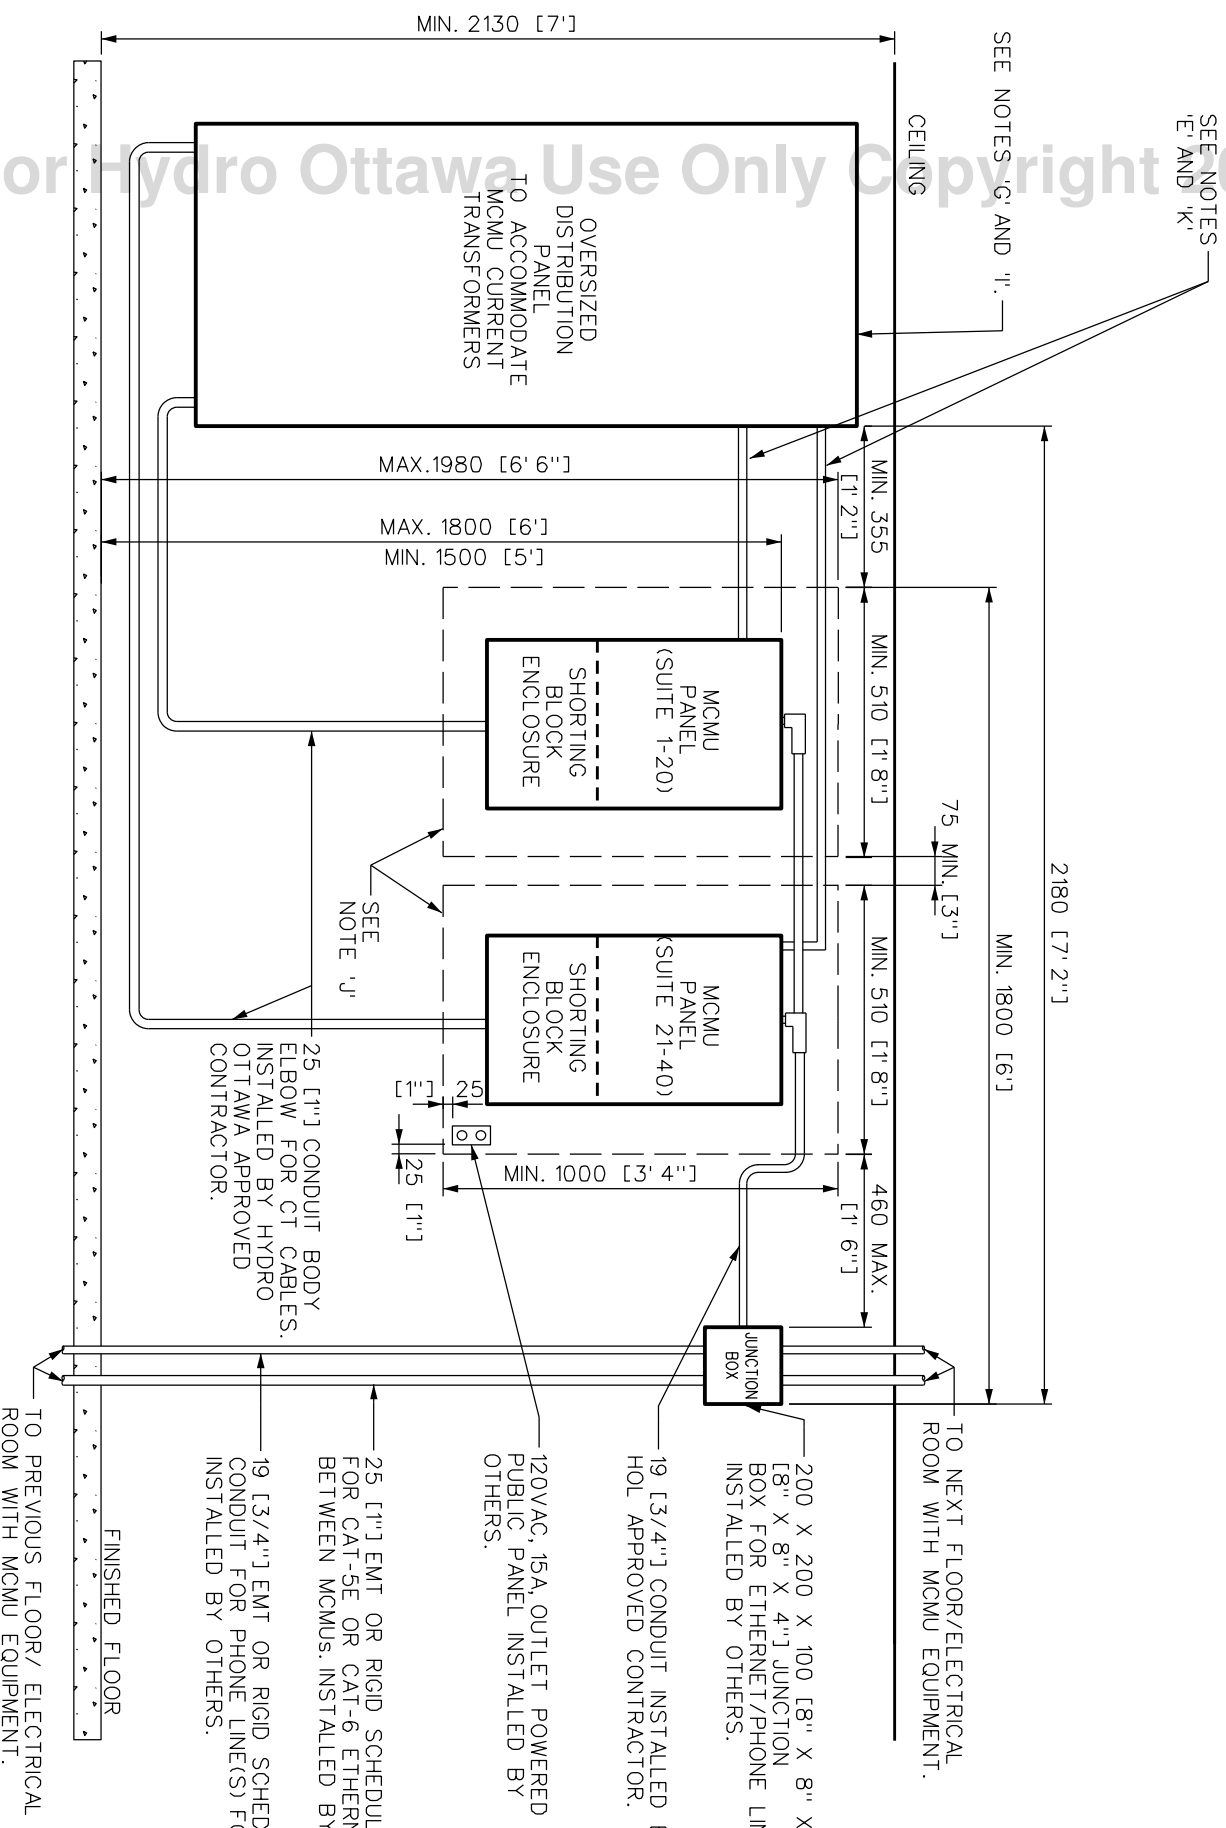 or Hydro Ottawa Use Only Copyright
SEE NOTES
'E' AND 'K'
SEE NOTES 'G' AND 'I'.
CEILING
MIN. 2130 [7']
OVERSIZED
DISTRIBUTION
PANEL
TO ACCOMMODATE
MCMU CURRENT
TRANSFORMERS
2180 [7' 2"]
MIN. 1800 [6']
75 MIN. [3"]
MIN. 355
[1' 2"]
MIN. 510 [1' 8"]
MIN. 510 [1' 8"]
460 MAX.
[1' 6"]
MAX.1980 [6' 6"]
MAX. 1800 [6']
MIN. 1500 [5']
MCMU
PANEL
(SUITE 1-20)
SHORTING
BLOCK
ENCLOSURE
MCMU
PANEL
(SUITE 21-40)
SHORTING
BLOCK
ENCLOSURE
MIN. 1000 [3' 4"]
25
[1"]
25 [1"]
SEE
NOTE 'J'
JUNCTION
BOX
25 [1"] CONDUIT BODY
ELBOW FOR CT CABLES.
INSTALLED BY HYDRO
OTTAWA APPROVED
CONTRACTOR.
TO NEXT FLOOR/ELECTRICAL
ROOM WITH MCMU EQUIPMENT.
200 X 200 X 100 [8" X 8" X
[8" X 8" X 4"] JUNCTION
BOX FOR ETHERNET/PHONE
INSTALLED BY OTHERS.
19 [3/4"] CONDUIT INSTALLED
HOL APPROVED CONTRACTOR.
120VAC, 15A, OUTLET POWERED
PUBLIC PANEL INSTALLED BY
OTHERS.
25 [1"] EMT OR RIGID
FOR CAT-5E OR CAT-6
BETWEEN MCMUs. INSTALLED BY
19 [3/4"] EMT OR RIGID
CONDUIT FOR PHONE LINE(S)
INSTALLED BY OTHERS.
FINISHED FLOOR
TO PREVIOUS FLOOR/ ELECTRICAL
ROOM WITH MCMU EQUIPMENT.